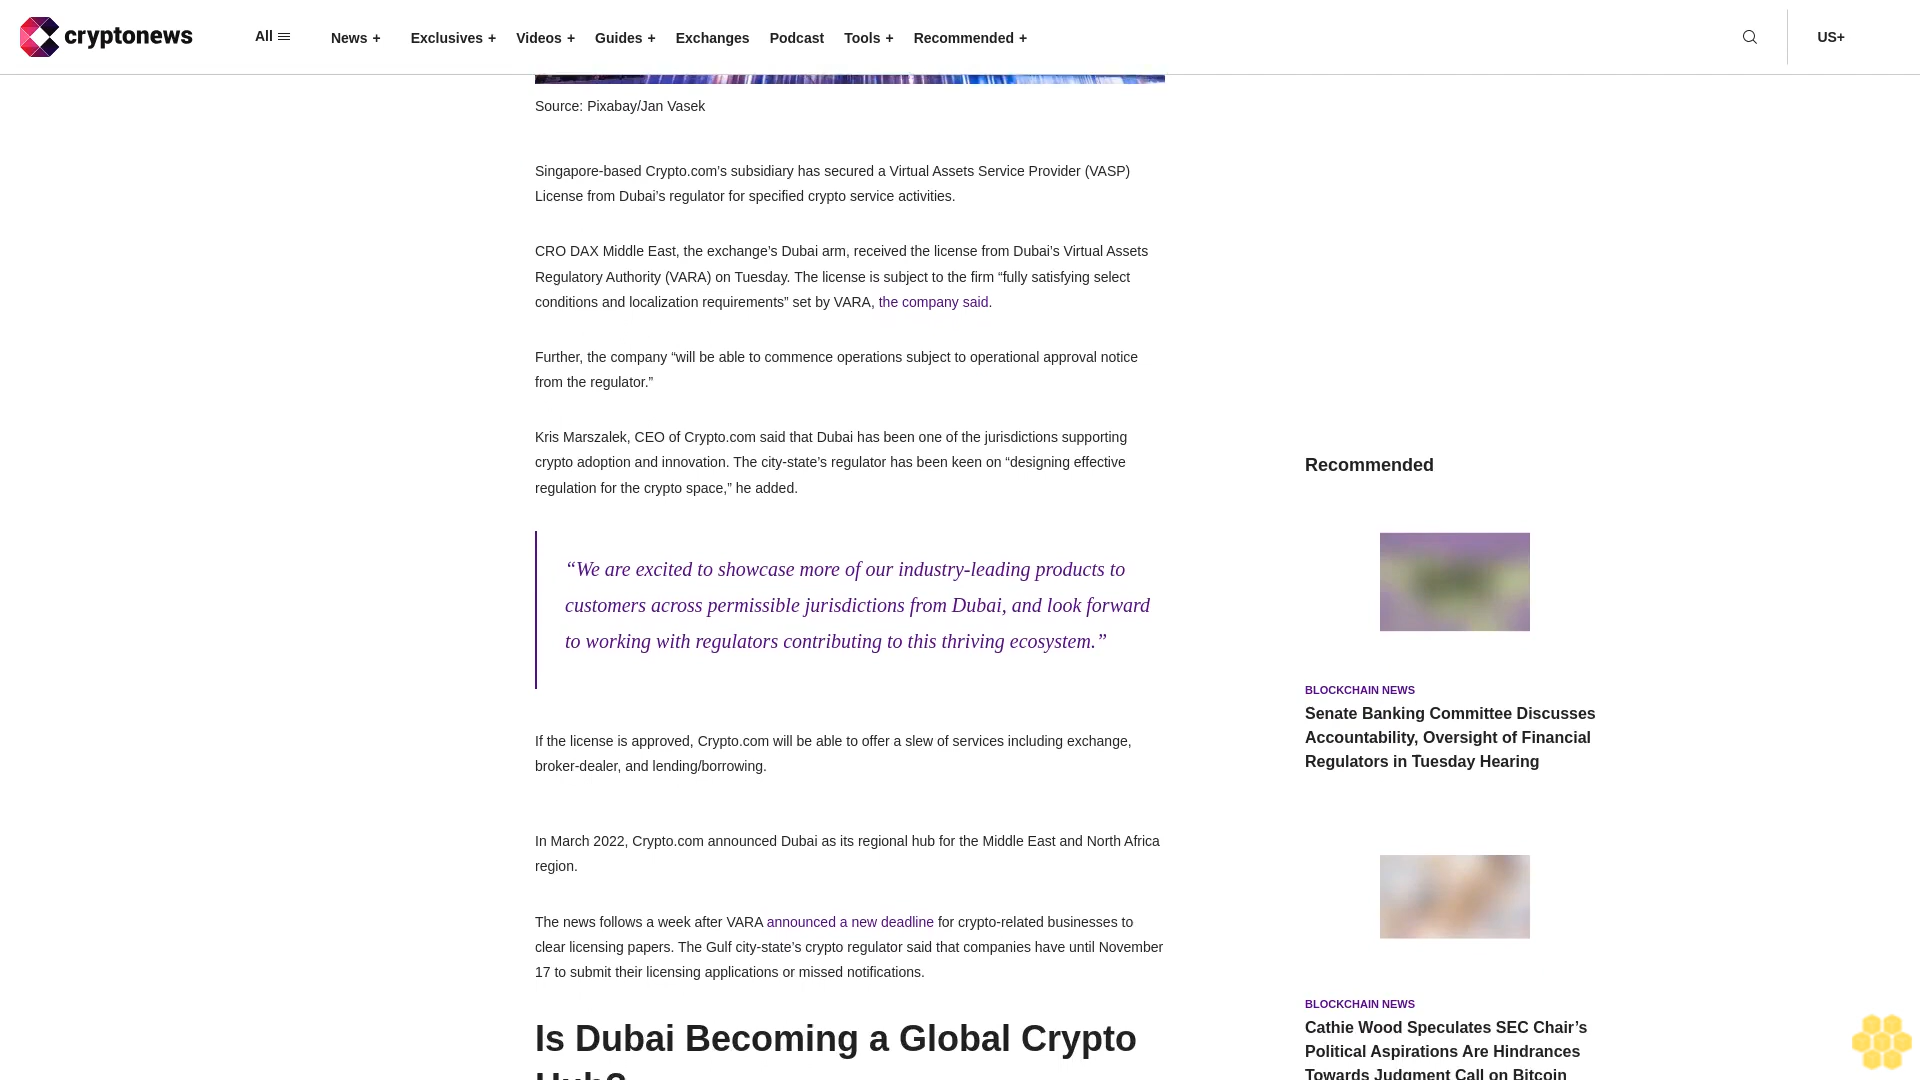 cryptonews
All
News +
Exclusives +
Videos +
Guides +
Exchanges
Podcast
Tools +
Recommended +
US+
Source: Pixabay/Jan Vasek
Singapore-based Crypto.com’s subsidiary has secured a Virtual Assets Service Provider (VASP)
License from Dubai’s regulator for specified crypto service activities.
CRO DAX Middle East, the exchange’s Dubai arm, received the license from Dubai’s Virtual Assets
Regulatory Authority (VARA) on Tuesday. The license is subject to the firm “fully satisfying select
conditions and localization requirements” set by VARA, the company said.
Further, the company “will be able to commence operations subject to operational approval notice
from the regulator.”
Kris Marszalek, CEO of Crypto.com said that Dubai has been one of the jurisdictions supporting
crypto adoption and innovation. The city-state’s regulator has been keen on “designing effective
regulation for the crypto space,” he added.
“We are excited to showcase more of our industry-leading products to
customers across permissible jurisdictions from Dubai, and look forward
to working with regulators contributing to this thriving ecosystem.”
If the license is approved, Crypto.com will be able to offer a slew of services including exchange,
broker-dealer, and lending/borrowing.
In March 2022, Crypto.com announced Dubai as its regional hub for the Middle East and North Africa
region.
The news follows a week after VARA announced a new deadline for crypto-related businesses to
clear licensing papers. The Gulf city-state’s crypto regulator said that companies have until November
17 to submit their licensing applications or missed notifications.
Is Dubai Becoming a Global Crypto
Hub?
Recommended
BLOCKCHAIN NEWS
Senate Banking Committee Discusses
Accountability, Oversight of Financial
Regulators in Tuesday Hearing
BLOCKCHAIN NEWS
Cathie Wood Speculates SEC Chair’s
Political Aspirations Are Hindrances
Towards Judgment Call on Bitcoin